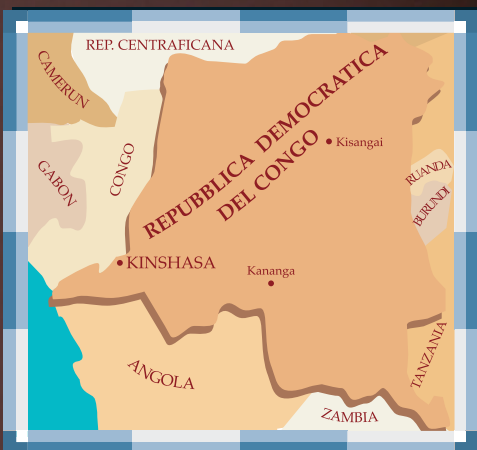 REP. CENTRAFICANA
CAMERUN
REPUBBLICA DEMOCRATICA
DEL CONGO
Kisangai
CONGO
GABON
RUANDA
BURUNDI
KINSHASA
Kananga
TANZANIA
ANGOLA
ZAMBIA